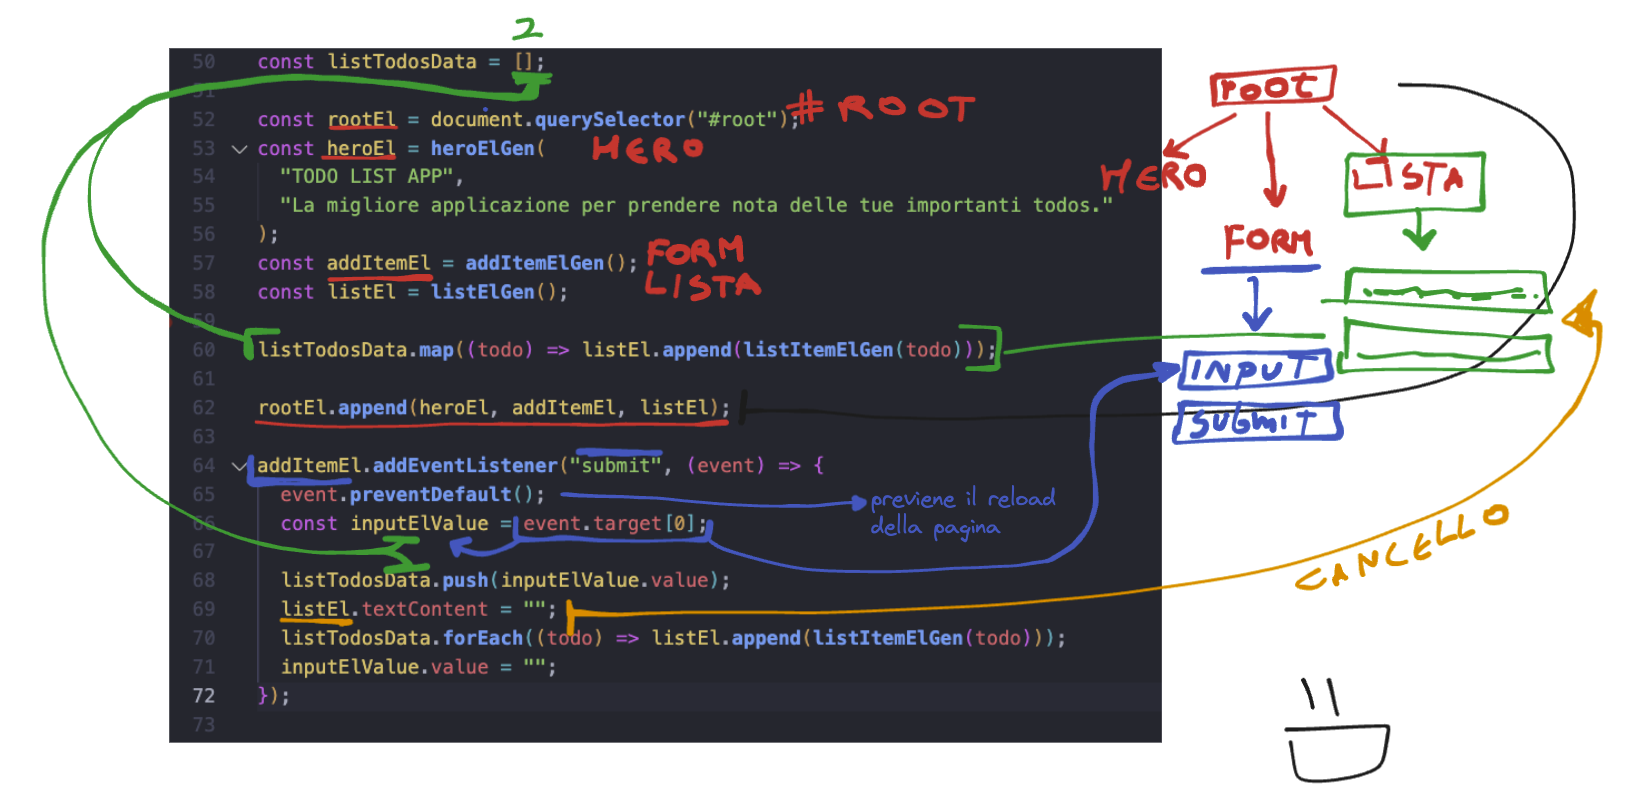 2
50 const listTodosData = [];
51
52 const rootEl = document.querySelector("#root");
# ROOT
53 const heroEl = heroElGen(
HERO
54 "TODO LIST APP",
55 "La migliore applicazione per prendere nota delle tue importanti todos."
56 );
57 const addItemEl = addItemElGen();
FORM
58 const listEl = listElGen();
LISTA
59
60 listTodosData.map((todo) => listEl.append(listItemElGen(todo)));
61
62 rootEl.append(heroEl, addItemEl, listEl);
63
64 addItemEl.addEventListener("submit", (event) => {
65 event.preventDefault();
previene il reload
della pagina
66 const inputElValue = event.target[0];
67
68 listTodosData.push(inputElValue.value);
69 listEl.textContent = "";
70 listTodosData.forEach((todo) => listEl.append(listItemElGen(todo)));
71 inputElValue.value = "";
72 });
73
root
HERO
FORM
LISTA
INPUT
SUBMIT
CANCELLO